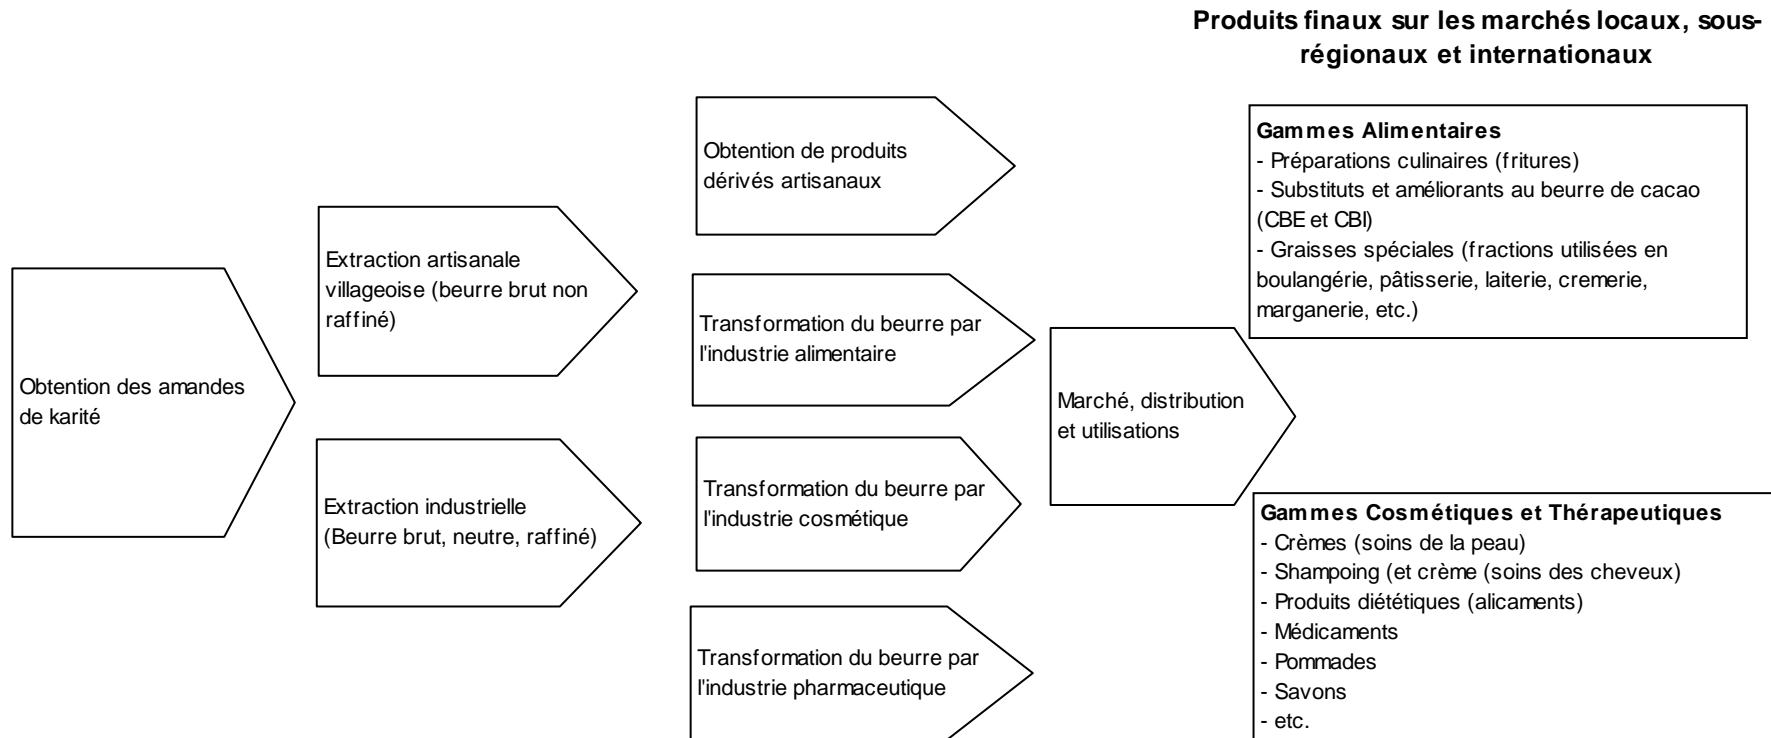 Produits finaux sur les marchés locaux, sous-
régionaux et internationaux
Obtention des amandes
de karité
Extraction artisanale
villageoise (beurre brut non
raffiné)
Extraction industrielle
(Beurre brut, neutre, raffiné)
Obtention de produits
dérivés artisanaux
Transformation du beurre par
l'industrie alimentaire
Transformation du beurre par
l'industrie cosmétique
Transformation du beurre par
l'industrie pharmaceutique
Marché, distribution
et utilisations
Gammes Alimentaires
- Préparations culinaires (fritures)
- Substituts et améliorants au beurre de cacao
(CBE et CBI)
- Graisses spéciales (fractions utilisées en
boulangérie, pâtisserie, laiterie, cremerie,
marganerie, etc.)
Gammes Cosmétiques et Thérapeutiques
- Crèmes (soins de la peau)
- Shampoing (et crème (soins des cheveux)
- Produits diététiques (alicaments)
- Médicaments
- Pommades
- Savons
- etc.